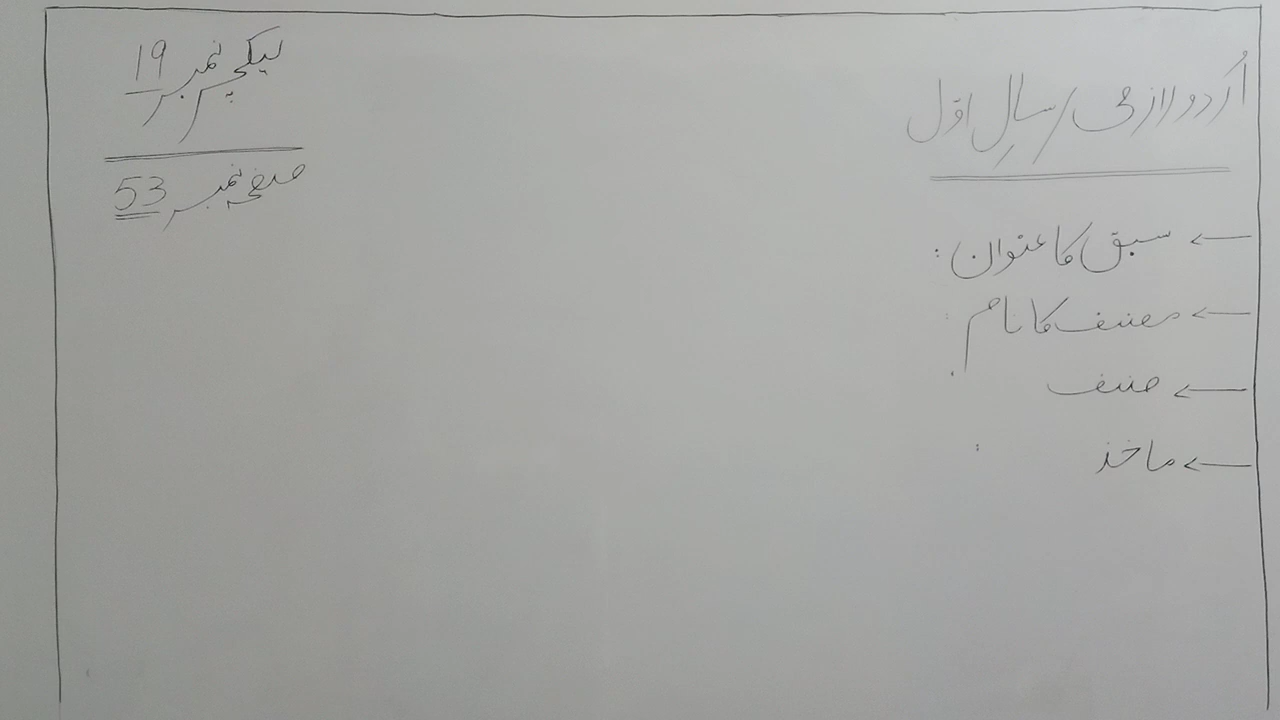 اُردو لازمی / سالِ اوّل
لیکچر نمبر 19
صفحہ نمبر 53
← سبق کا عنوان :
← مصنف کا نام :
← صنف
← ماخذ :